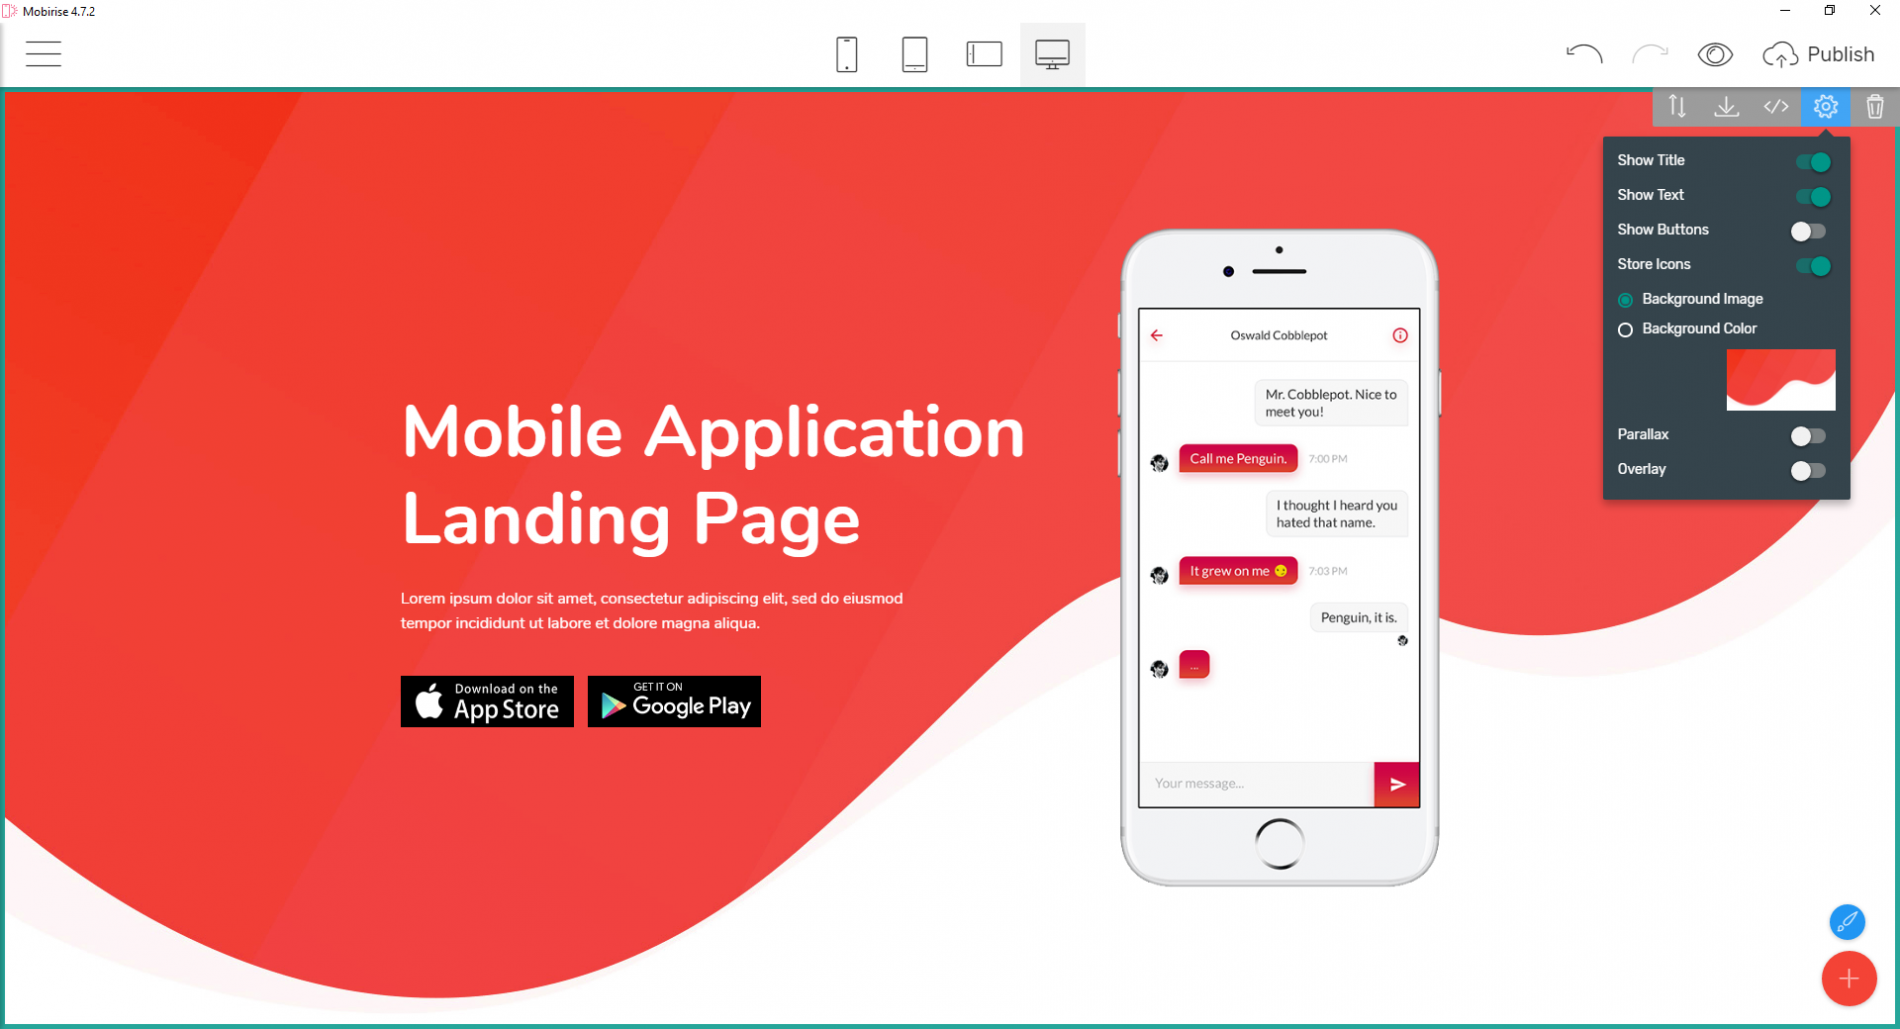 Mobirise 4.7.2
Publish
Show Title
Show Text
Show Buttons
Store Icons
Background Image
Background Color
Parallax
Overlay
Mobile Application
Landing Page
Lorem ipsum dolor sit amet, consectetur adipiscing elit, sed do eiusmod
tempor incididunt ut labore et dolore magna aliqua.
Download on the
App Store
GET IT ON
Google Play
Oswald Cobblepot
Mr. Cobblepot. Nice to
meet you!
Call me Penguin.
7:00 PM
I thought I heard you
hated that name.
It grew on me 😏
7:03 PM
Penguin, it is.
...
Your message...